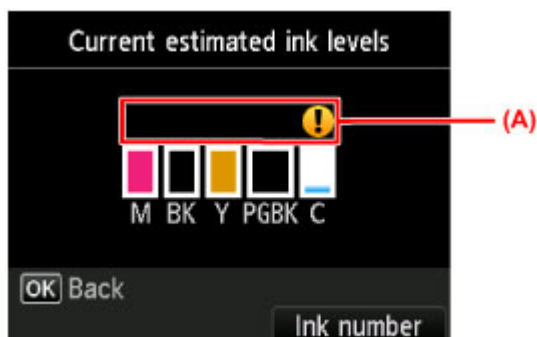 Current estimated ink levels
(A)
M BK Y PGBK C
OK Back
Ink number